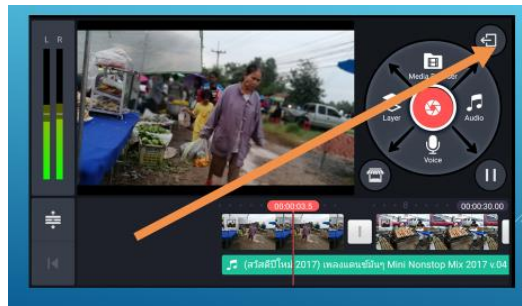 L R
Media Browser
Layer
Audio
Voice
00:00:03.5
00:00:30.00
(สวัสดีปีใหม่ 2017) เพลงแดนซ์มันๆ Mini Nonstop Mix 2017 v.04